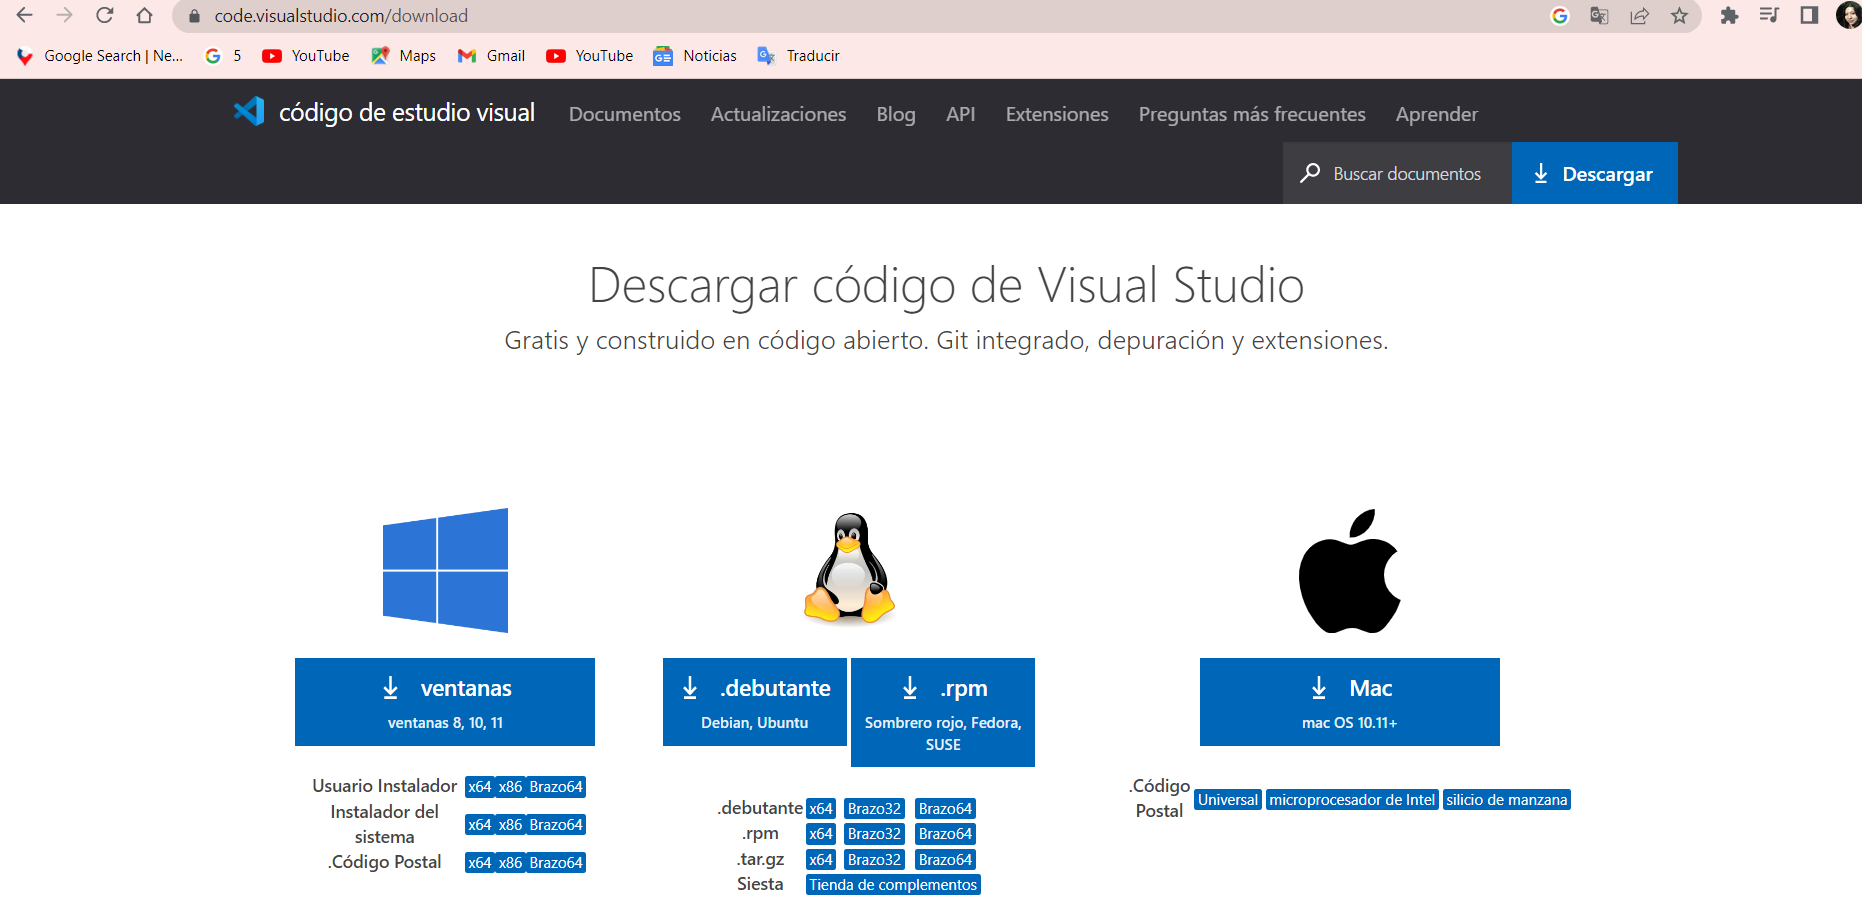 code.visualstudio.com/download
Google Search | Ne... 5 YouTube Maps Gmail YouTube Noticias Traducir
código de estudio visual Documentos Actualizaciones Blog API Extensiones Preguntas más frecuentes Aprender
Buscar documentos Descargar
Descargar código de Visual Studio
Gratis y construido en código abierto. Git integrado, depuración y extensiones.
ventanas
ventanas 8, 10, 11
Usuario Instalador x64 x86 Brazo64
Instalador del
sistema x64 x86 Brazo64
.Código Postal x64 x86 Brazo64
.debutante
Debian, Ubuntu
.rpm
Sombrero rojo, Fedora,
SUSE
.debutante x64 Brazo32 Brazo64
.rpm x64 Brazo32 Brazo64
.tar.gz x64 Brazo32 Brazo64
Siesta Tienda de complementos
Mac
mac OS 10.11+
.Código
Postal Universal microprocesador de Intel silicio de manzana